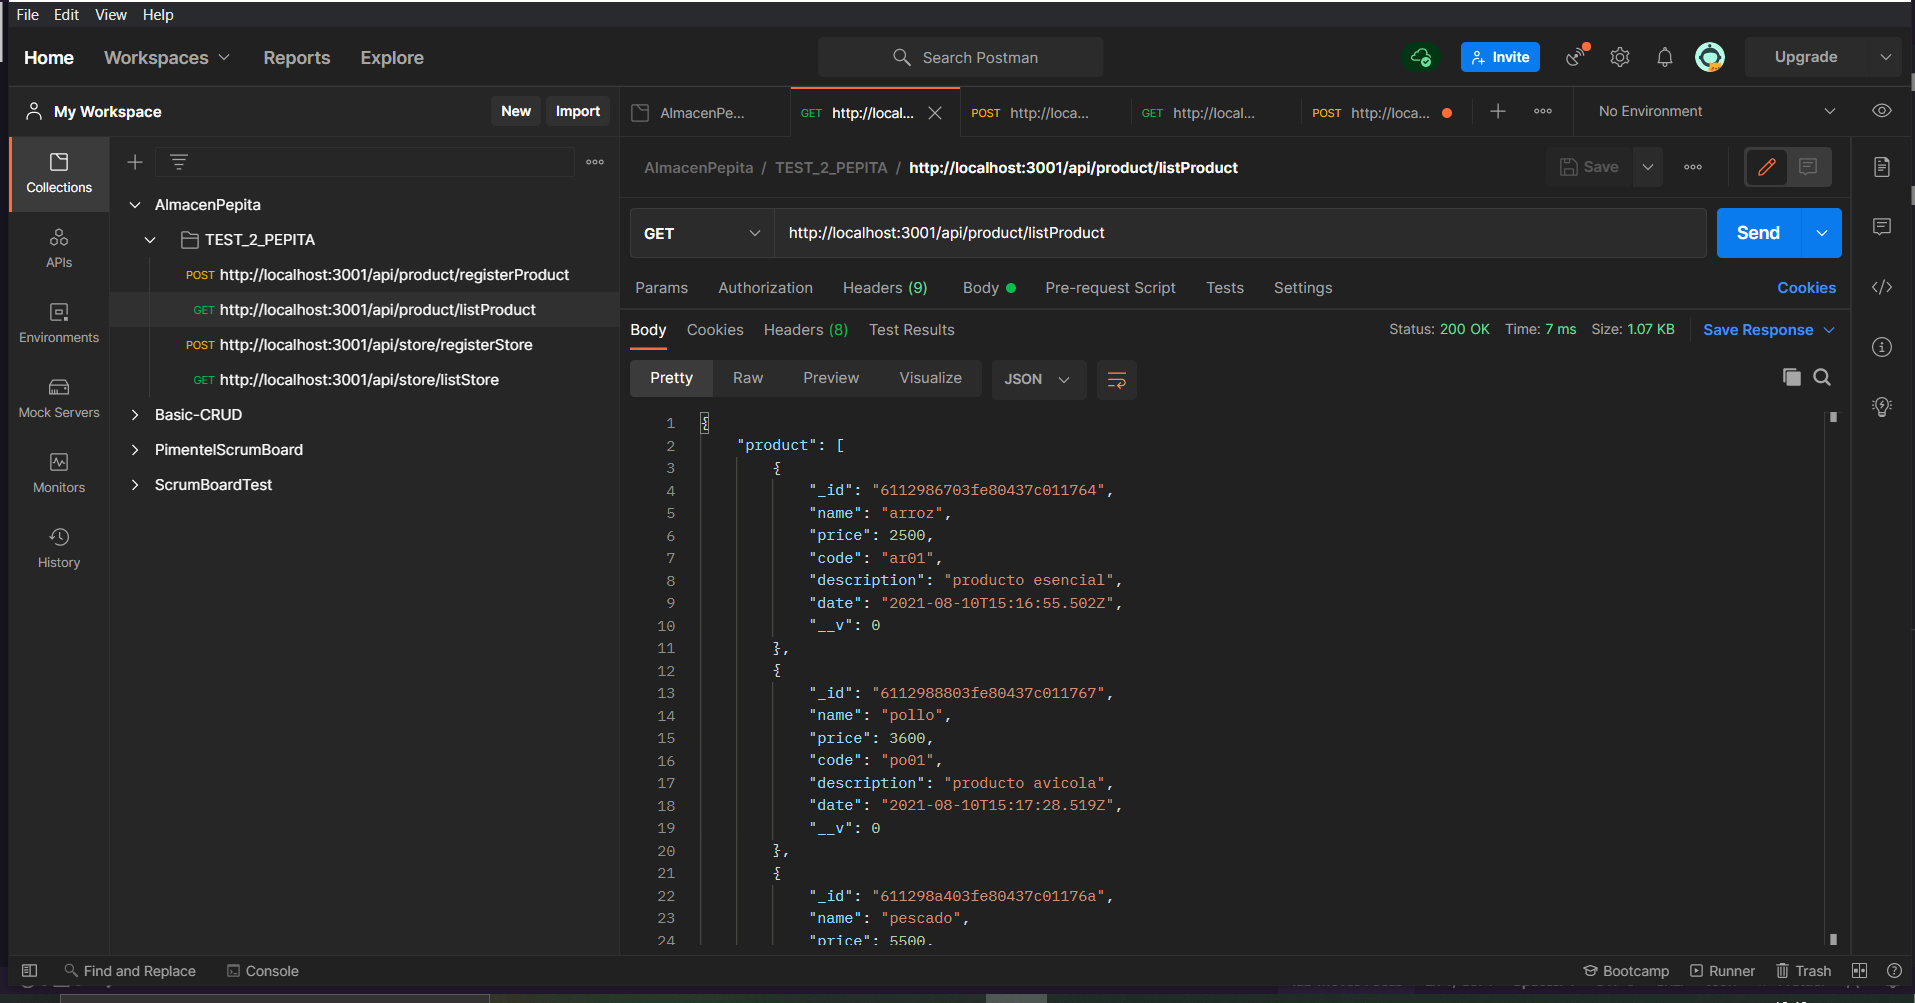 File Edit View Help
Home Workspaces Reports Explore Search Postman Invite Upgrade
My Workspace New Import
AlmacenPe... GET http://local... POST http://loca... GET http://local... POST http://loca... No Environment
Collections
APIs
Environments
Mock Servers
Monitors
History
AlmacenPepita
TEST_2_PEPITA
POST http://localhost:3001/api/product/registerProduct
GET http://localhost:3001/api/product/listProduct
POST http://localhost:3001/api/store/registerStore
GET http://localhost:3001/api/store/listStore
Basic-CRUD
PimentelScrumBoard
ScrumBoardTest
AlmacenPepita / TEST_2_PEPITA / http://localhost:3001/api/product/listProduct Save
GET http://localhost:3001/api/product/listProduct Send
Params Authorization Headers (9) Body Pre-request Script Tests Settings Cookies
Body Cookies Headers (8) Test Results Status: 200 OK Time: 7 ms Size: 1.07 KB Save Response
Pretty Raw Preview Visualize JSON
1 {
2 "product": [
3 {
4 "_id": "6112986703fe80437c011764",
5 "name": "arroz",
6 "price": 2500,
7 "code": "ar01",
8 "description": "producto esencial",
9 "date": "2021-08-10T15:16:55.502Z",
10 "__v": 0
11 },
12 {
13 "_id": "6112988803fe80437c011767",
14 "name": "pollo",
15 "price": 3600,
16 "code": "po01",
17 "description": "producto avicola",
18 "date": "2021-08-10T15:17:28.519Z",
19 "__v": 0
20 },
21 {
22 "_id": "611298a403fe80437c01176a",
23 "name": "pescado",
24 "price": 5500,
Find and Replace Console Bootcamp Runner Trash